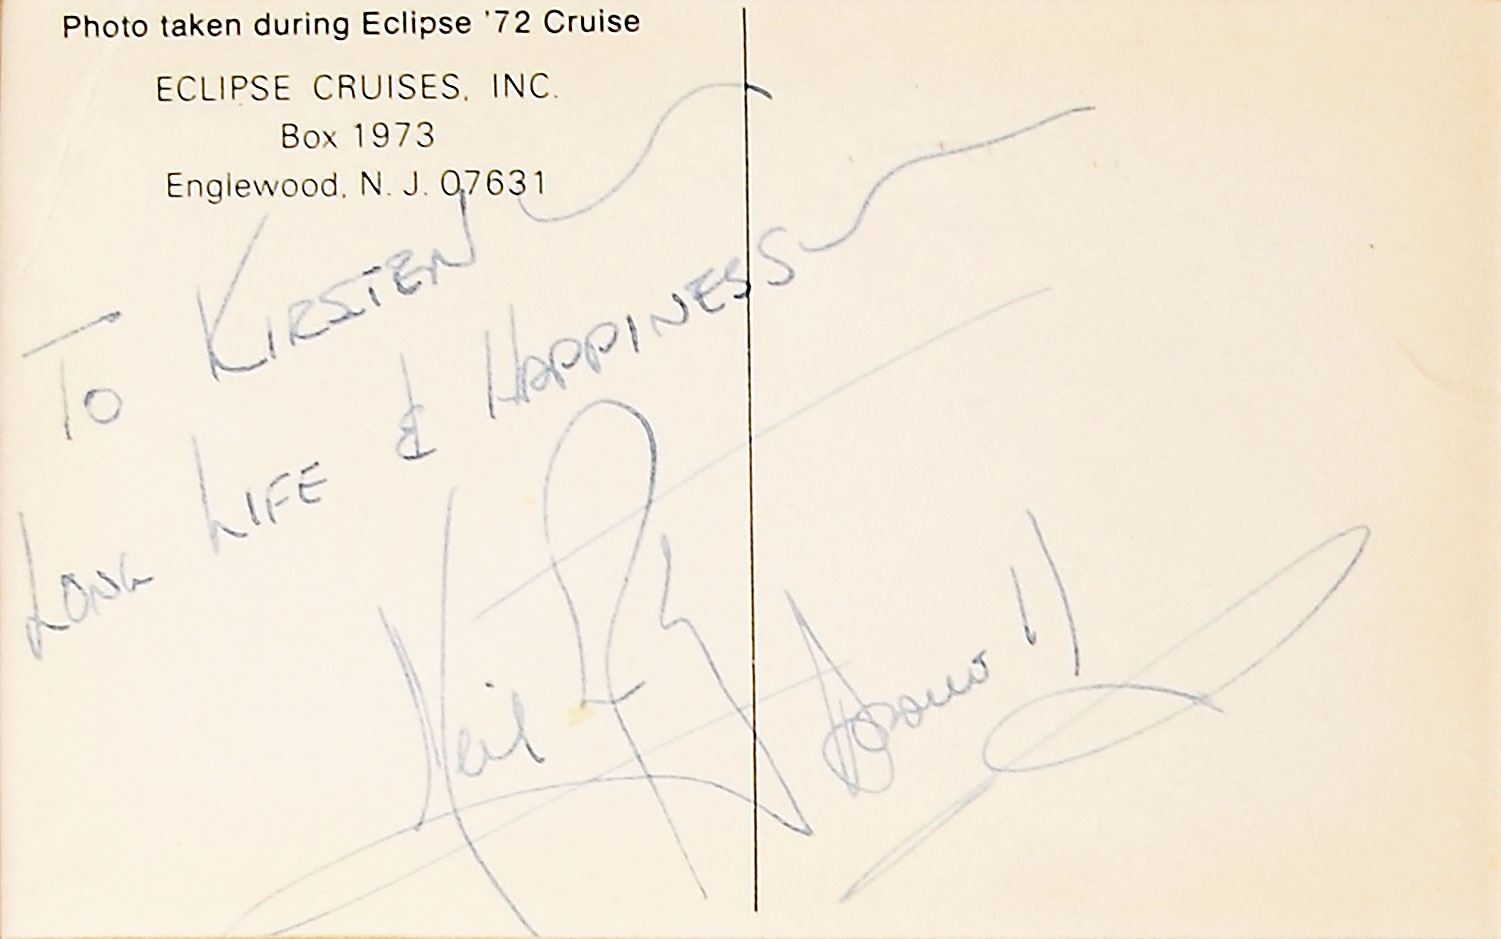 Photo taken during Eclipse '72 Cruise
ECLIPSE CRUISES, INC.
Box 1973
Englewood, N. J. 07631
To KIRSTEN
LONG LIFE & HAPPINESS
Neil